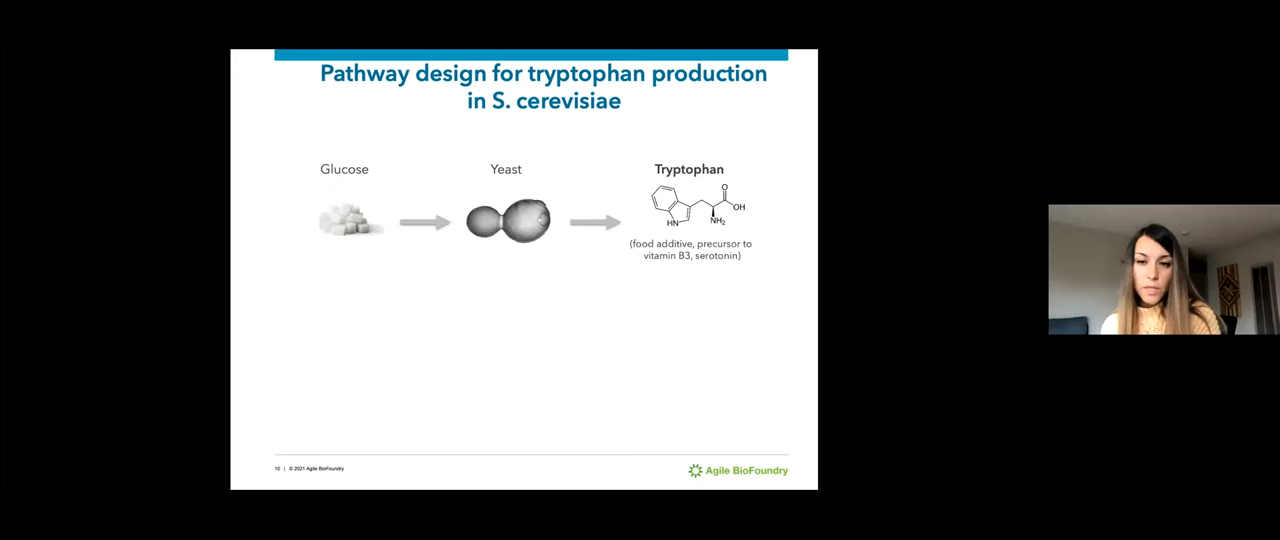 Pathway design for tryptophan production
in S. cerevisiae
Glucose
Yeast
Tryptophan
O
OH
HN
NH₂
(food additive, precursor to
vitamin B3, serotonin)
10 | © 2021 Agile BioFoundry
Agile BioFoundry